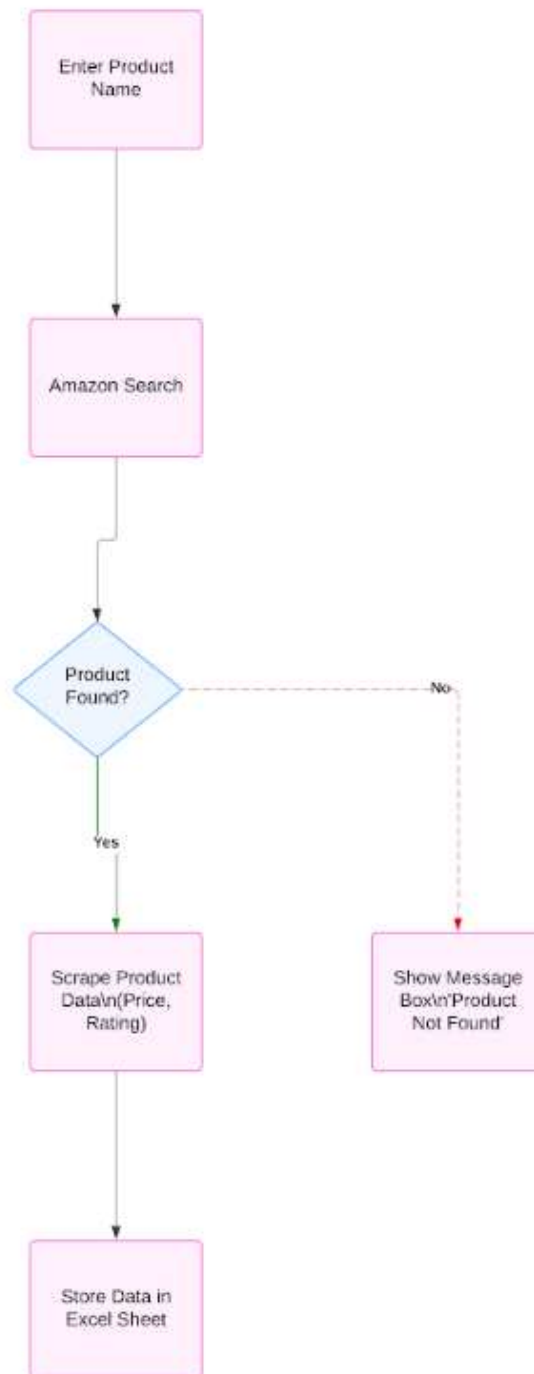 Enter Product
Name
Amazon Search
Product
Found?
No
Yes
Scrape Product
Data\n(Price,
Rating)
Show Message
Box\n'Product
Not Found'
Store Data in
Excel Sheet